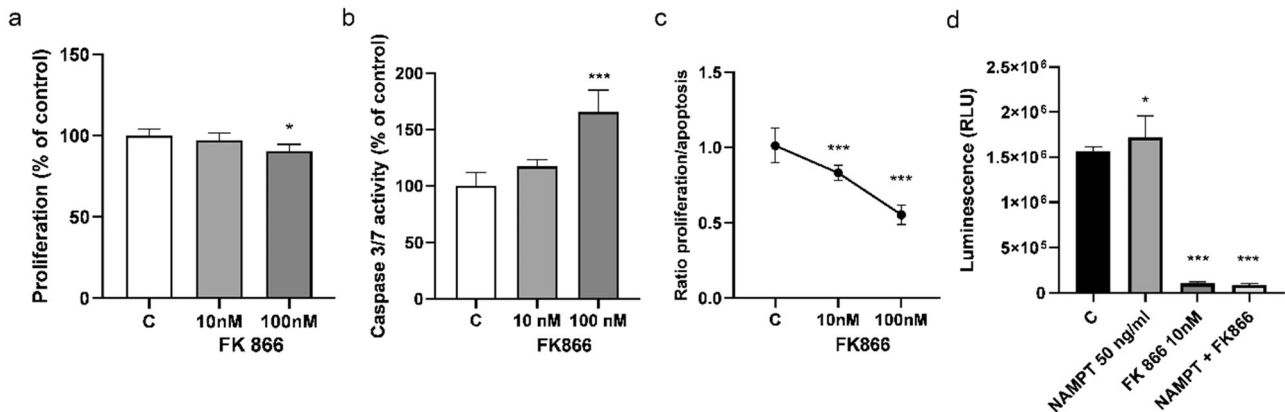 a
Proliferation (% of control)
150
100
50
0
*
C
10nM
100nM
FK 866
b
Caspase 3/7 activity (% of control)
200
150
100
50
0
***
C
10 nM
100 nM
FK866
c
Ratio proliferation/apoptosis
1.5
1.0
0.5
0.0
***
***
C
10nM
100nM
FK866
d
Luminescence (RLU)
2.5×10⁶
2×10⁶
1.5×10⁶
1×10⁶
5×10⁵
0
*
***
***
C
NAMPT 50 ng/ml
FK 866 10nM
NAMPT + FK866